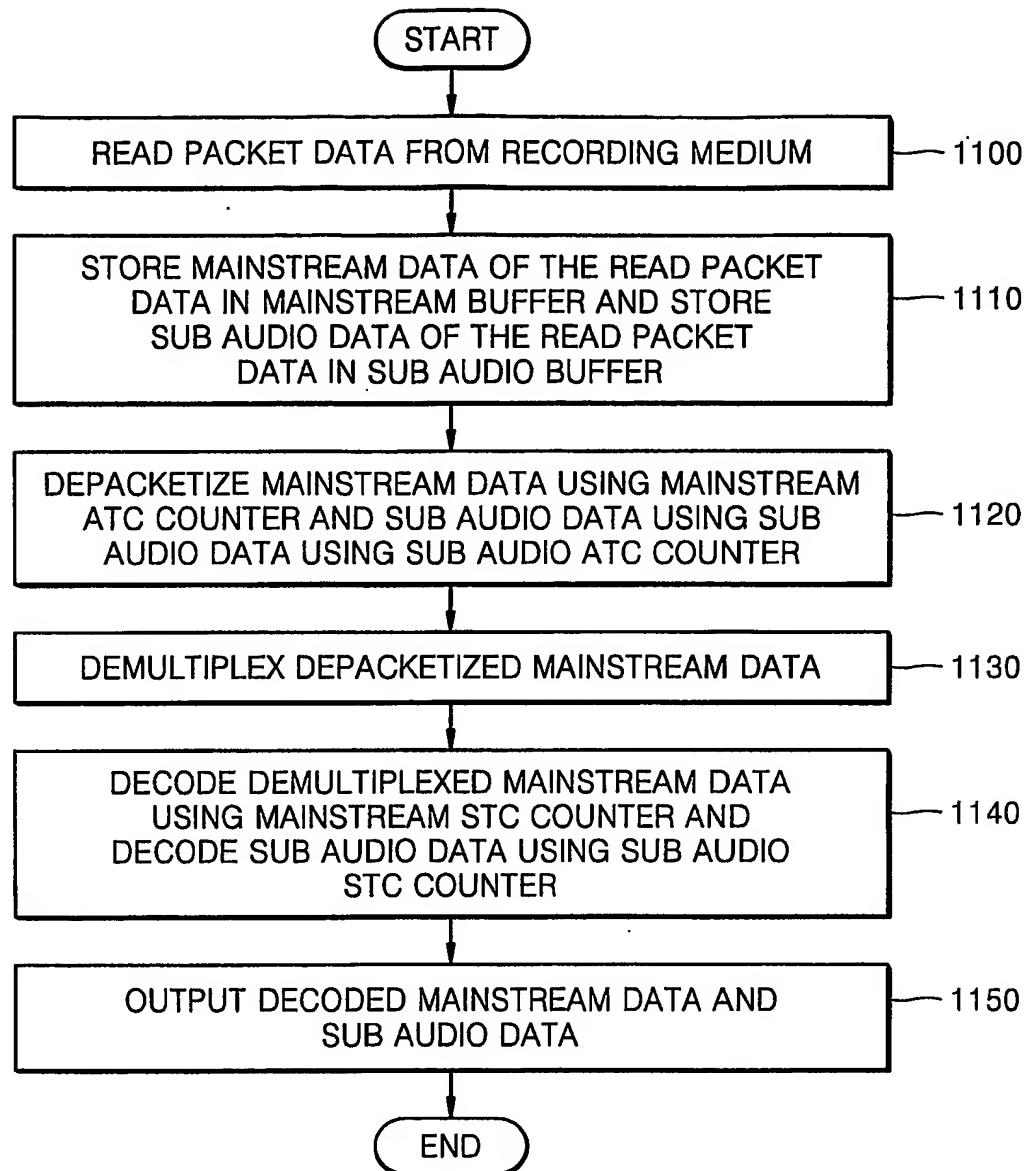 START
READ PACKET DATA FROM RECORDING MEDIUM
1100
STORE MAINSTREAM DATA OF THE READ PACKET
DATA IN MAINSTREAM BUFFER AND STORE
SUB AUDIO DATA OF THE READ PACKET
DATA IN SUB AUDIO BUFFER
1110
DEPACKETIZE MAINSTREAM DATA USING MAINSTREAM
ATC COUNTER AND SUB AUDIO DATA USING SUB
AUDIO DATA USING SUB AUDIO ATC COUNTER
1120
DEMULTIPLEX DEPACKETIZED MAINSTREAM DATA
1130
DECODE DEMULTIPLEXED MAINSTREAM DATA
USING MAINSTREAM STC COUNTER AND
DECODE SUB AUDIO DATA USING SUB AUDIO
STC COUNTER
1140
OUTPUT DECODED MAINSTREAM DATA AND
SUB AUDIO DATA
1150
END